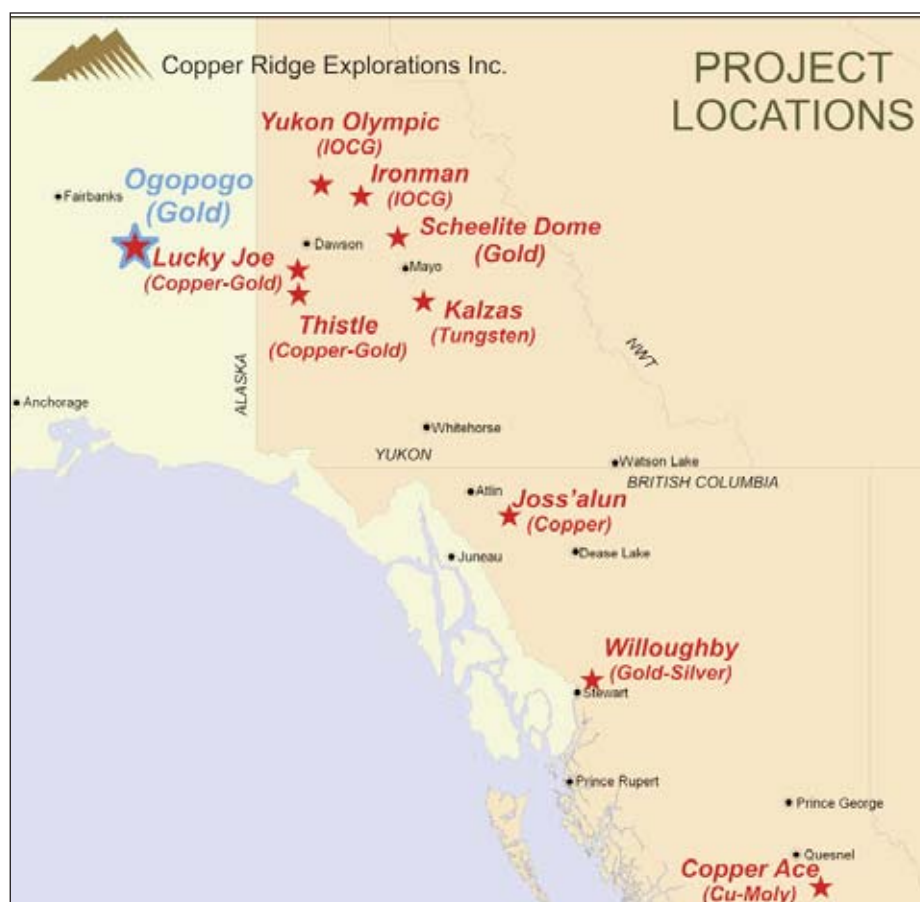 Copper Ridge Explorations Inc.
PROJECT
LOCATIONS
Yukon Olympic
(IOCG)
Ironman
(IOCG)
Ogopogo
(Gold)
Fairbanks
Scheelite Dome
(Gold)
Dawson
Lucky Joe
(Copper-Gold)
Mayo
Thistle
(Copper-Gold)
Kalzas
(Tungsten)
NWT
ALASKA
Anchorage
Whitehorse
YUKON
Watson Lake
BRITISH COLUMBIA
Atlin
Joss'alun
(Copper)
Juneau
Dease Lake
Willoughby
(Gold-Silver)
Stewart
Prince Rupert
Prince George
Quesnel
Copper Ace
(Cu-Moly)